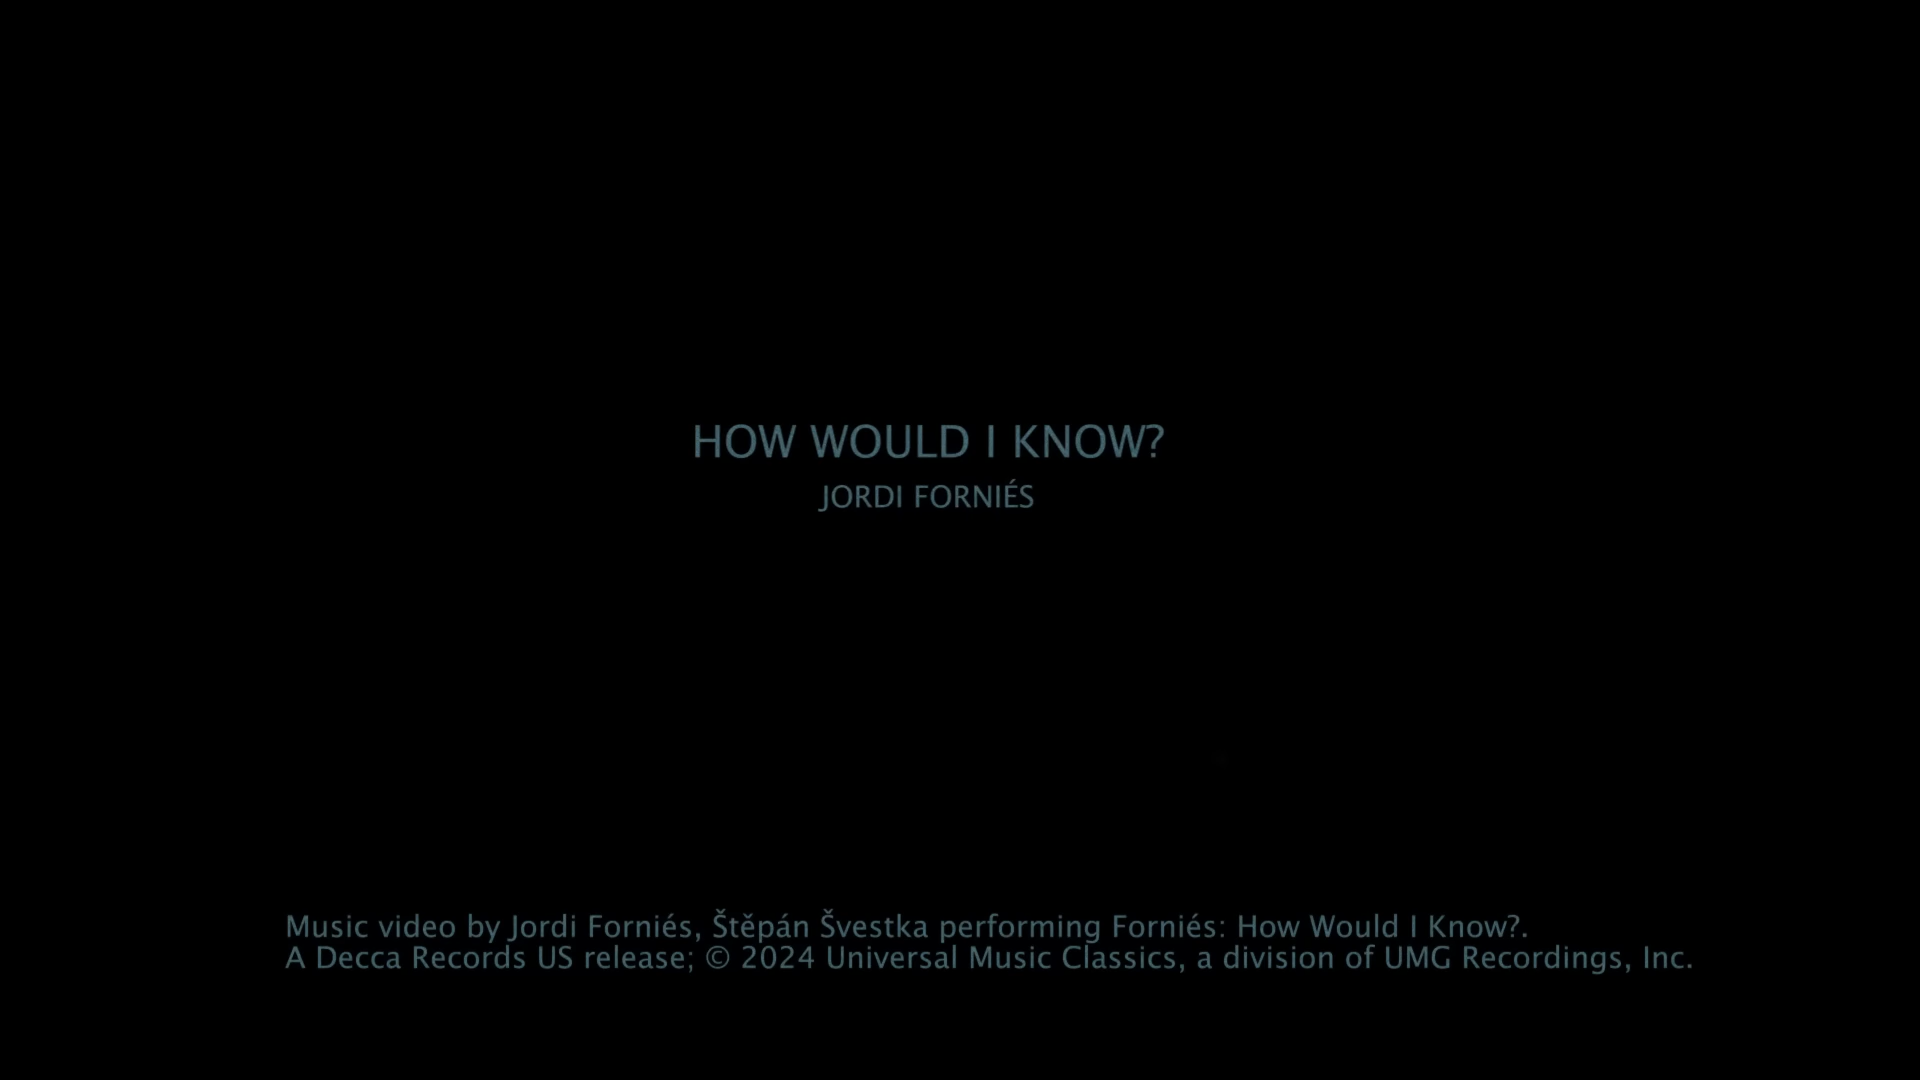 HOW WOULD I KNOW?
JORDI FORNIÉS
Music video by Jordi Forniés, Štěpán Švestka performing Forniés: How Would I Know?.
A Decca Records US release; © 2024 Universal Music Classics, a division of UMG Recordings, Inc.